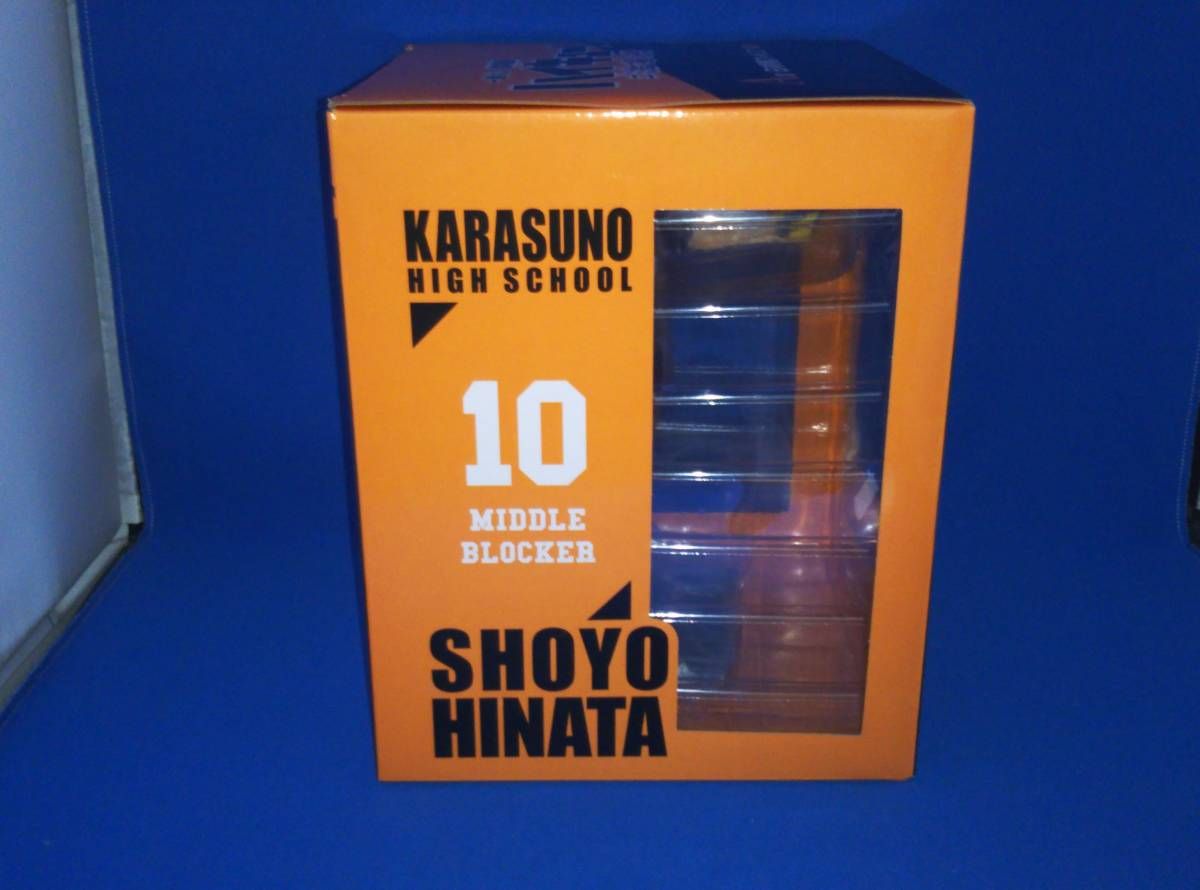 KARASUNO
HIGH SCHOOL
10
MIDDLE
BLOCKER
SHOYO
HINATA